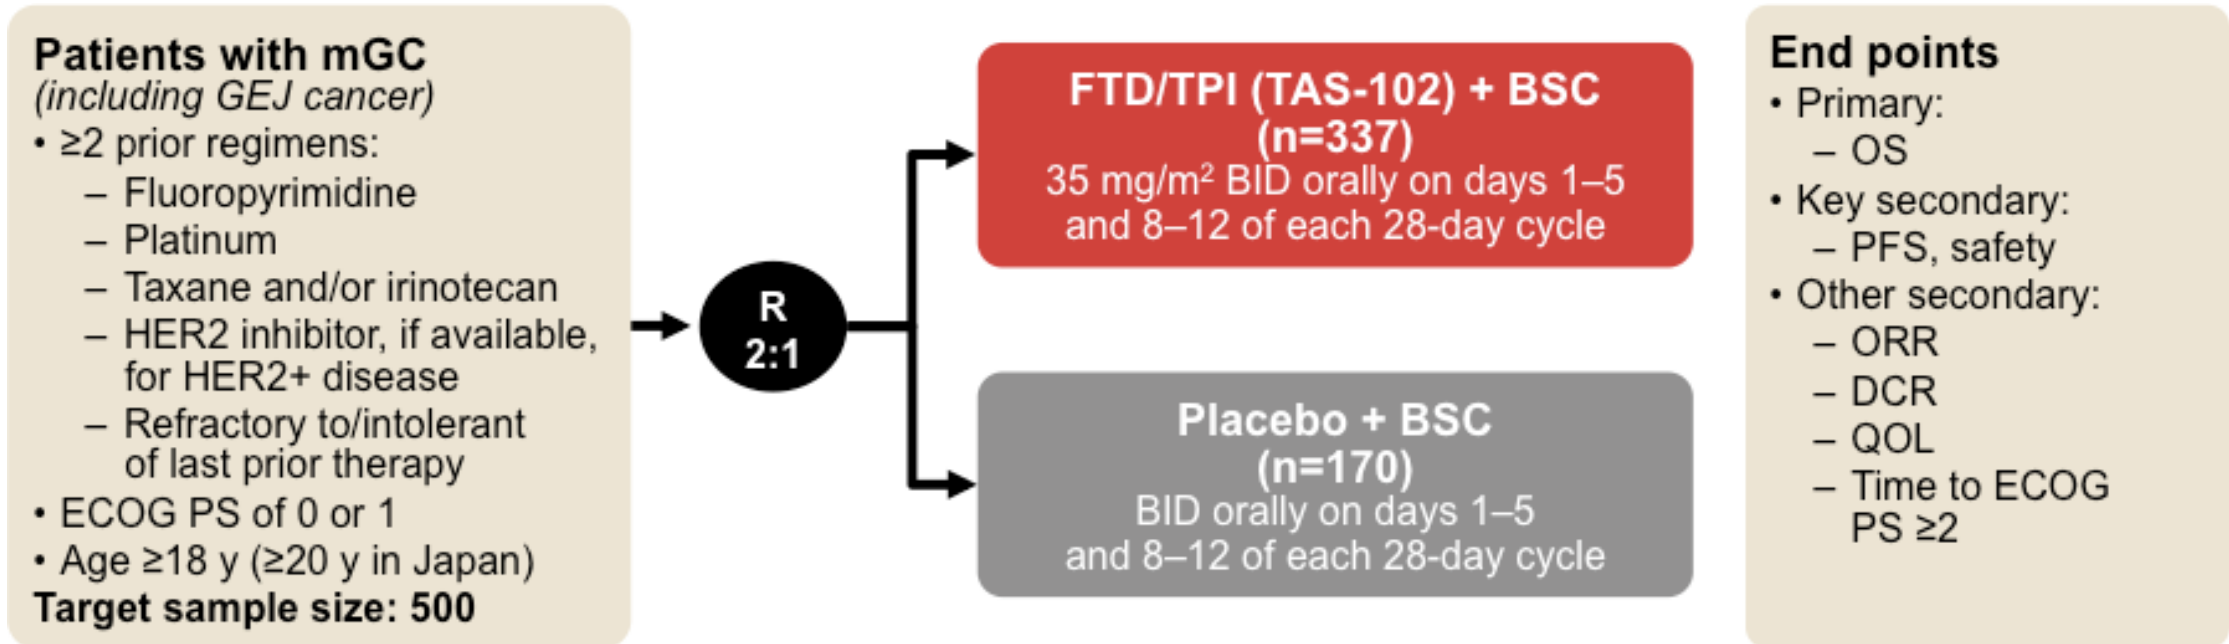 Patients with mGC
(including GEJ cancer)
• ≥2 prior regimens:
– Fluoropyrimidine
– Platinum
– Taxane and/or irinotecan
– HER2 inhibitor, if available,
for HER2+ disease
– Refractory to/intolerant
of last prior therapy
• ECOG PS of 0 or 1
• Age ≥18 y (≥20 y in Japan)
Target sample size: 500
R
2:1
FTD/TPI (TAS-102) + BSC
(n=337)
35 mg/m² BID orally on days 1–5
and 8–12 of each 28-day cycle
Placebo + BSC
(n=170)
BID orally on days 1–5
and 8–12 of each 28-day cycle
End points
• Primary:
– OS
• Key secondary:
– PFS, safety
• Other secondary:
– ORR
– DCR
– QOL
– Time to ECOG
PS ≥2